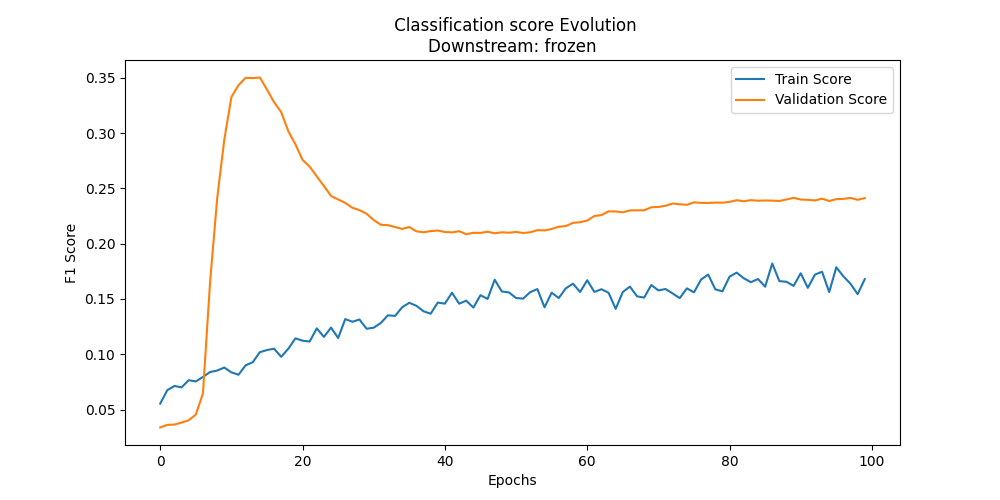 Classification score Evolution
Downstream: frozen
Train Score
Validation Score
F1 Score
0.35
0.30
0.25
0.20
0.15
0.10
0.05
0 20 40 60 80 100
Epochs